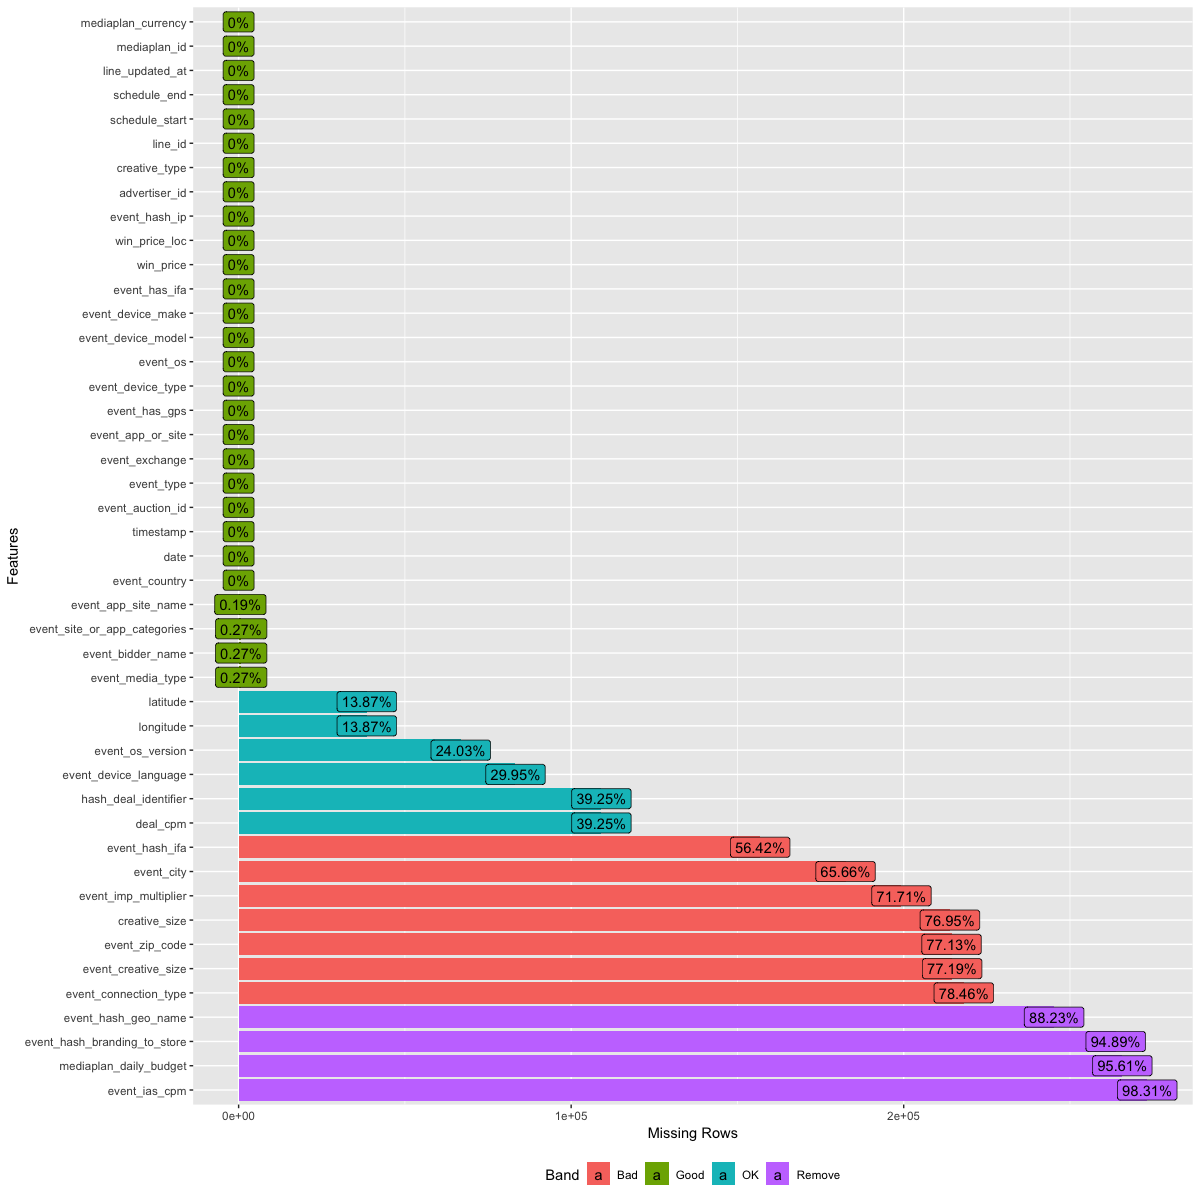 mediaplan_currency 0%
mediaplan_id 0%
line_updated_at 0%
schedule_end 0%
schedule_start 0%
line_id 0%
creative_type 0%
advertiser_id 0%
event_hash_ip 0%
win_price_loc 0%
win_price 0%
event_has_ifa 0%
event_device_make 0%
event_device_model 0%
event_os 0%
event_device_type 0%
event_has_gps 0%
event_app_or_site 0%
event_exchange 0%
event_type 0%
event_auction_id 0%
timestamp 0%
date 0%
event_country 0%
event_app_site_name 0.19%
event_site_or_app_categories 0.27%
event_bidder_name 0.27%
event_media_type 0.27%
latitude 13.87%
longitude 13.87%
event_os_version 24.03%
event_device_language 29.95%
hash_deal_identifier 39.25%
deal_cpm 39.25%
event_hash_ifa 56.42%
event_city 65.66%
event_imp_multiplier 71.71%
creative_size 76.95%
event_zip_code 77.13%
event_creative_size 77.19%
event_connection_type 78.46%
event_hash_geo_name 88.23%
event_hash_branding_to_store 94.89%
mediaplan_daily_budget 95.61%
event_ias_cpm 98.31%
Features
0e+00 1e+05 2e+05
Missing Rows
Band a Bad a Good a OK a Remove